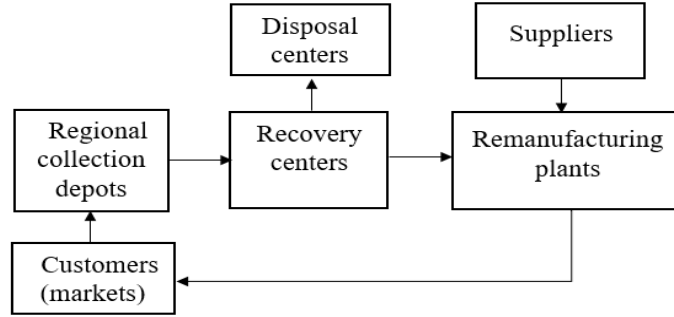 Disposal
centers
Suppliers
Regional
collection
depots
Recovery
centers
Remanufacturing
plants
Customers
(markets)